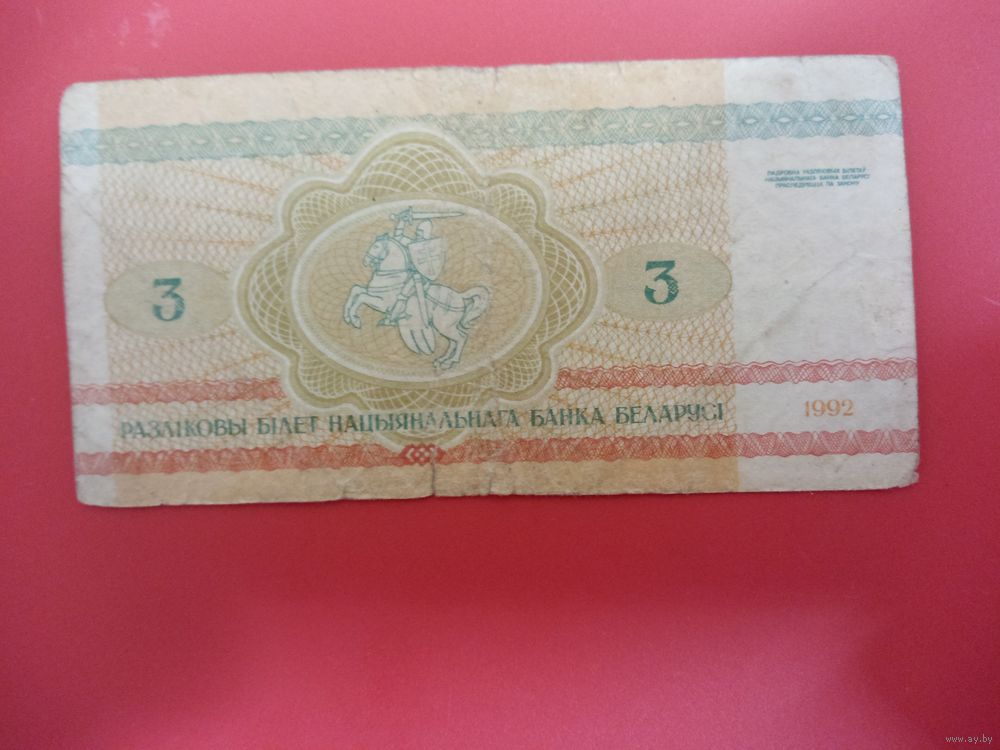 ПАДРОБКА РАЗЛІКОВЫХ БІЛЕТАЎ
НАЦЫЯНАЛЬНАГА БАНКА БЕЛАРУСІ
ПРАСЛЕДУЕЦЦА ПА ЗАКОНУ
3
3
РАЗЛІКОВЫ БІЛЕТ НАЦЫЯНАЛЬНАГА БАНКА БЕЛАРУСІ
1992
www.ay.by